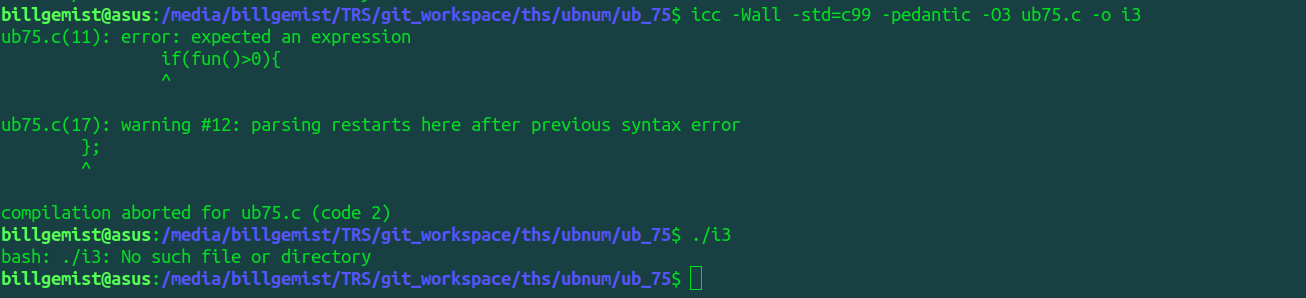 billgemist@asus:/media/billgemist/TRS/git_workspace/ths/ubnum/ub_75$ icc -Wall -std=c99 -pedantic -O3 ub75.c -o i3
ub75.c(11): error: expected an expression
                if(fun()>0){
                ^
ub75.c(17): warning #12: parsing restarts here after previous syntax error
        };
        ^
compilation aborted for ub75.c (code 2)
billgemist@asus:/media/billgemist/TRS/git_workspace/ths/ubnum/ub_75$ ./i3
bash: ./i3: No such file or directory
billgemist@asus:/media/billgemist/TRS/git_workspace/ths/ubnum/ub_75$